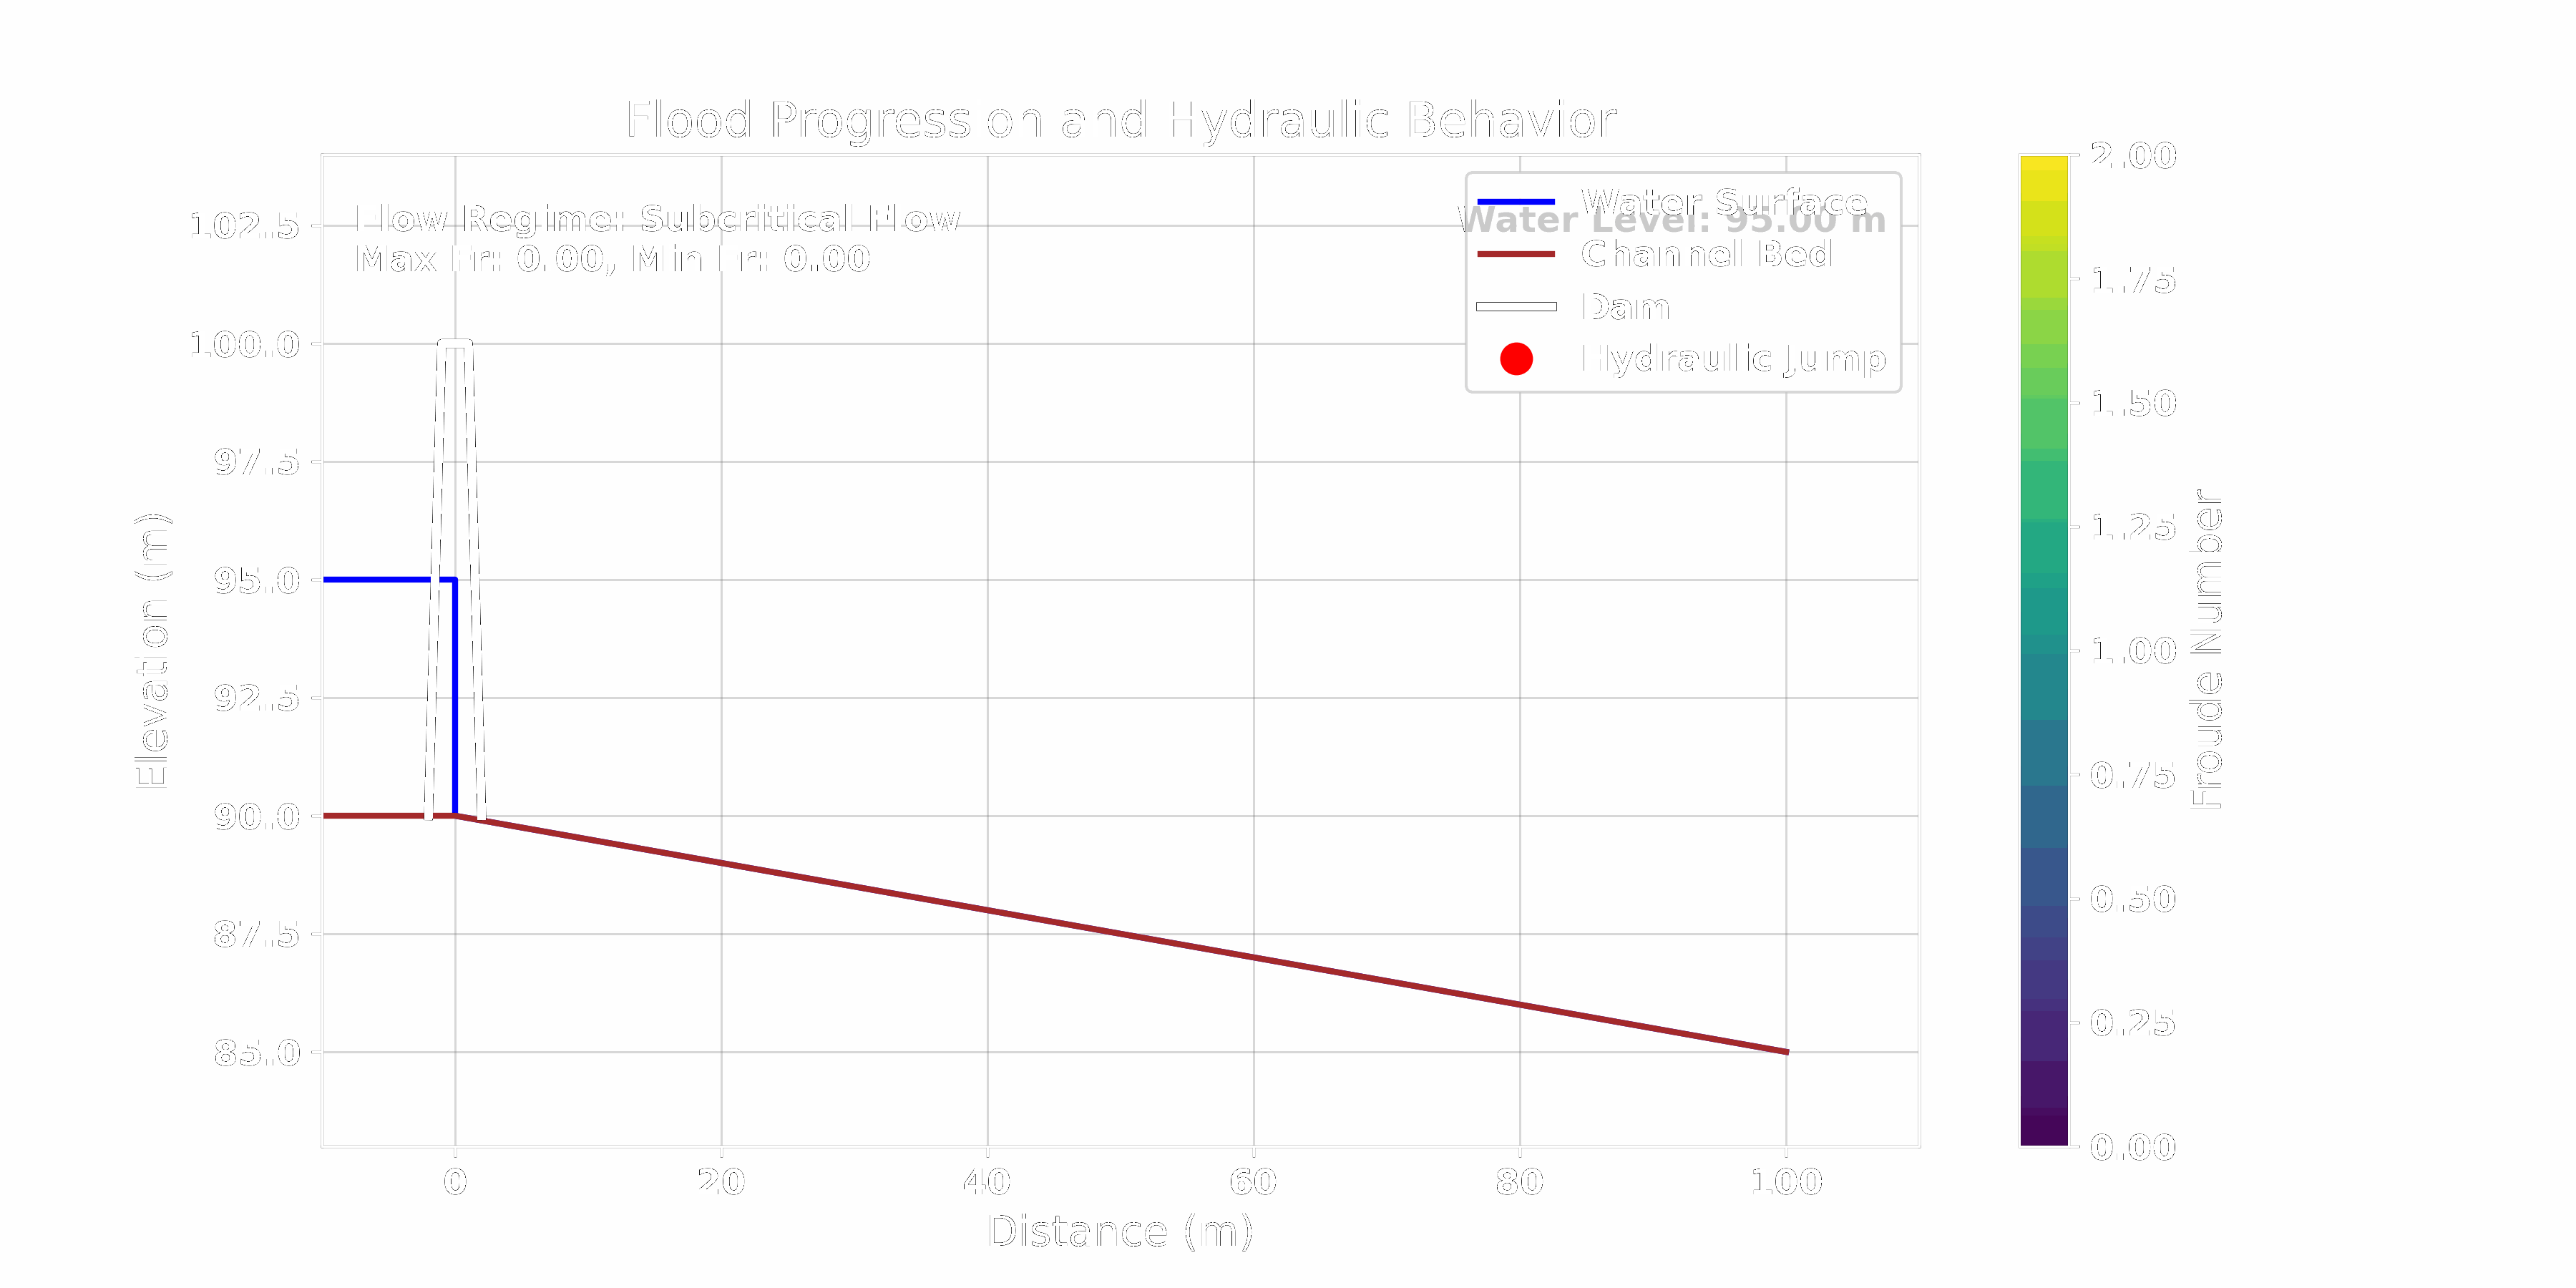 Flood Progression and Hydraulic Behavior
Flow Regime: Subcritical Flow
Max Fr: 0.00, Min Fr: 0.00
Water Level: 95.00 m
Water Surface
Channel Bed
Dam
Hydraulic Jump
Elevation (m)
102.5
100.0
97.5
95.0
92.5
90.0
87.5
85.0
0
20
40
60
80
100
Distance (m)
2.00
1.75
1.50
1.25
1.00
0.75
0.50
0.25
0.00
Froude Number